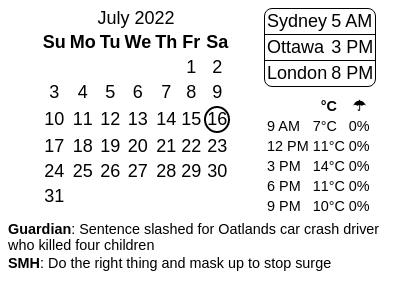 July 2022
Su Mo Tu We Th Fr Sa
1 2
3 4 5 6 7 8 9
10 11 12 13 14 15 16
17 18 19 20 21 22 23
24 25 26 27 28 29 30
31
Sydney 5 AM
Ottawa 3 PM
London 8 PM
°C ☂
9 AM 7°C 0%
12 PM 11°C 0%
3 PM 14°C 0%
6 PM 11°C 0%
9 PM 10°C 0%
Guardian: Sentence slashed for Oatlands car crash driver
who killed four children
SMH: Do the right thing and mask up to stop surge